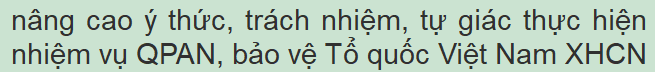 nâng cao ý thức, trách nhiệm, tự giác thực hiện
nhiệm vụ QPAN, bảo vệ Tổ quốc Việt Nam XHCN